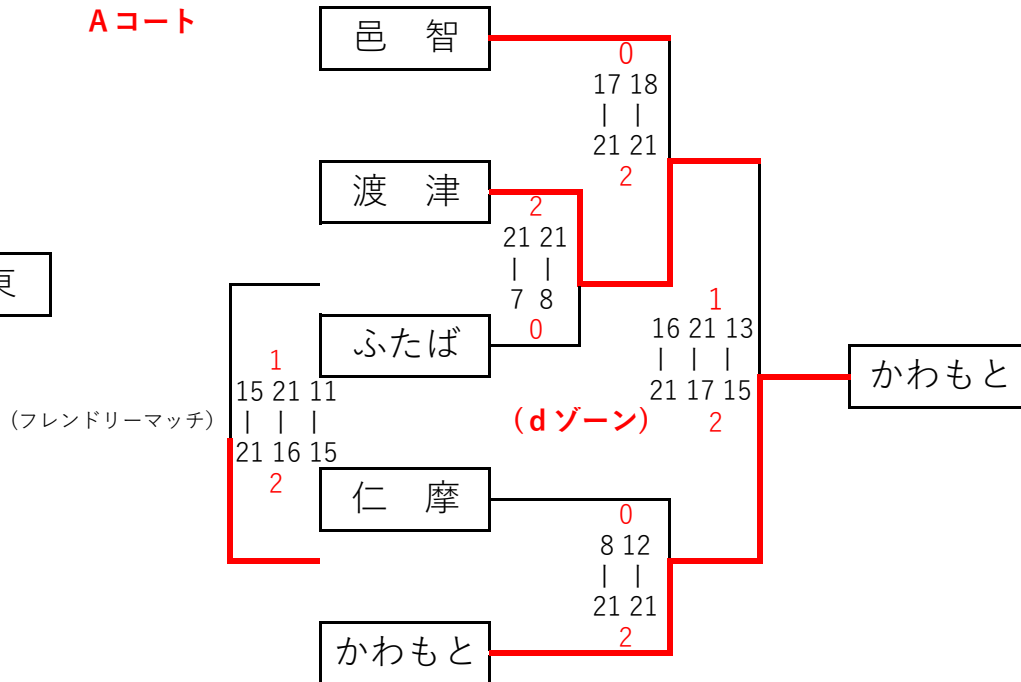 Aコート
邑　智
0
17 18
| |
21 21
2
渡　津
2
21 21
| |
7 8
0
ふたば
1
15 21 11
| | |
21 16 15
2
（フレンドリーマッチ）
1
16 21 13
| | |
21 17 15
2
かわもと
（dゾーン）
仁　摩
0
8 12
| |
21 21
2
かわもと